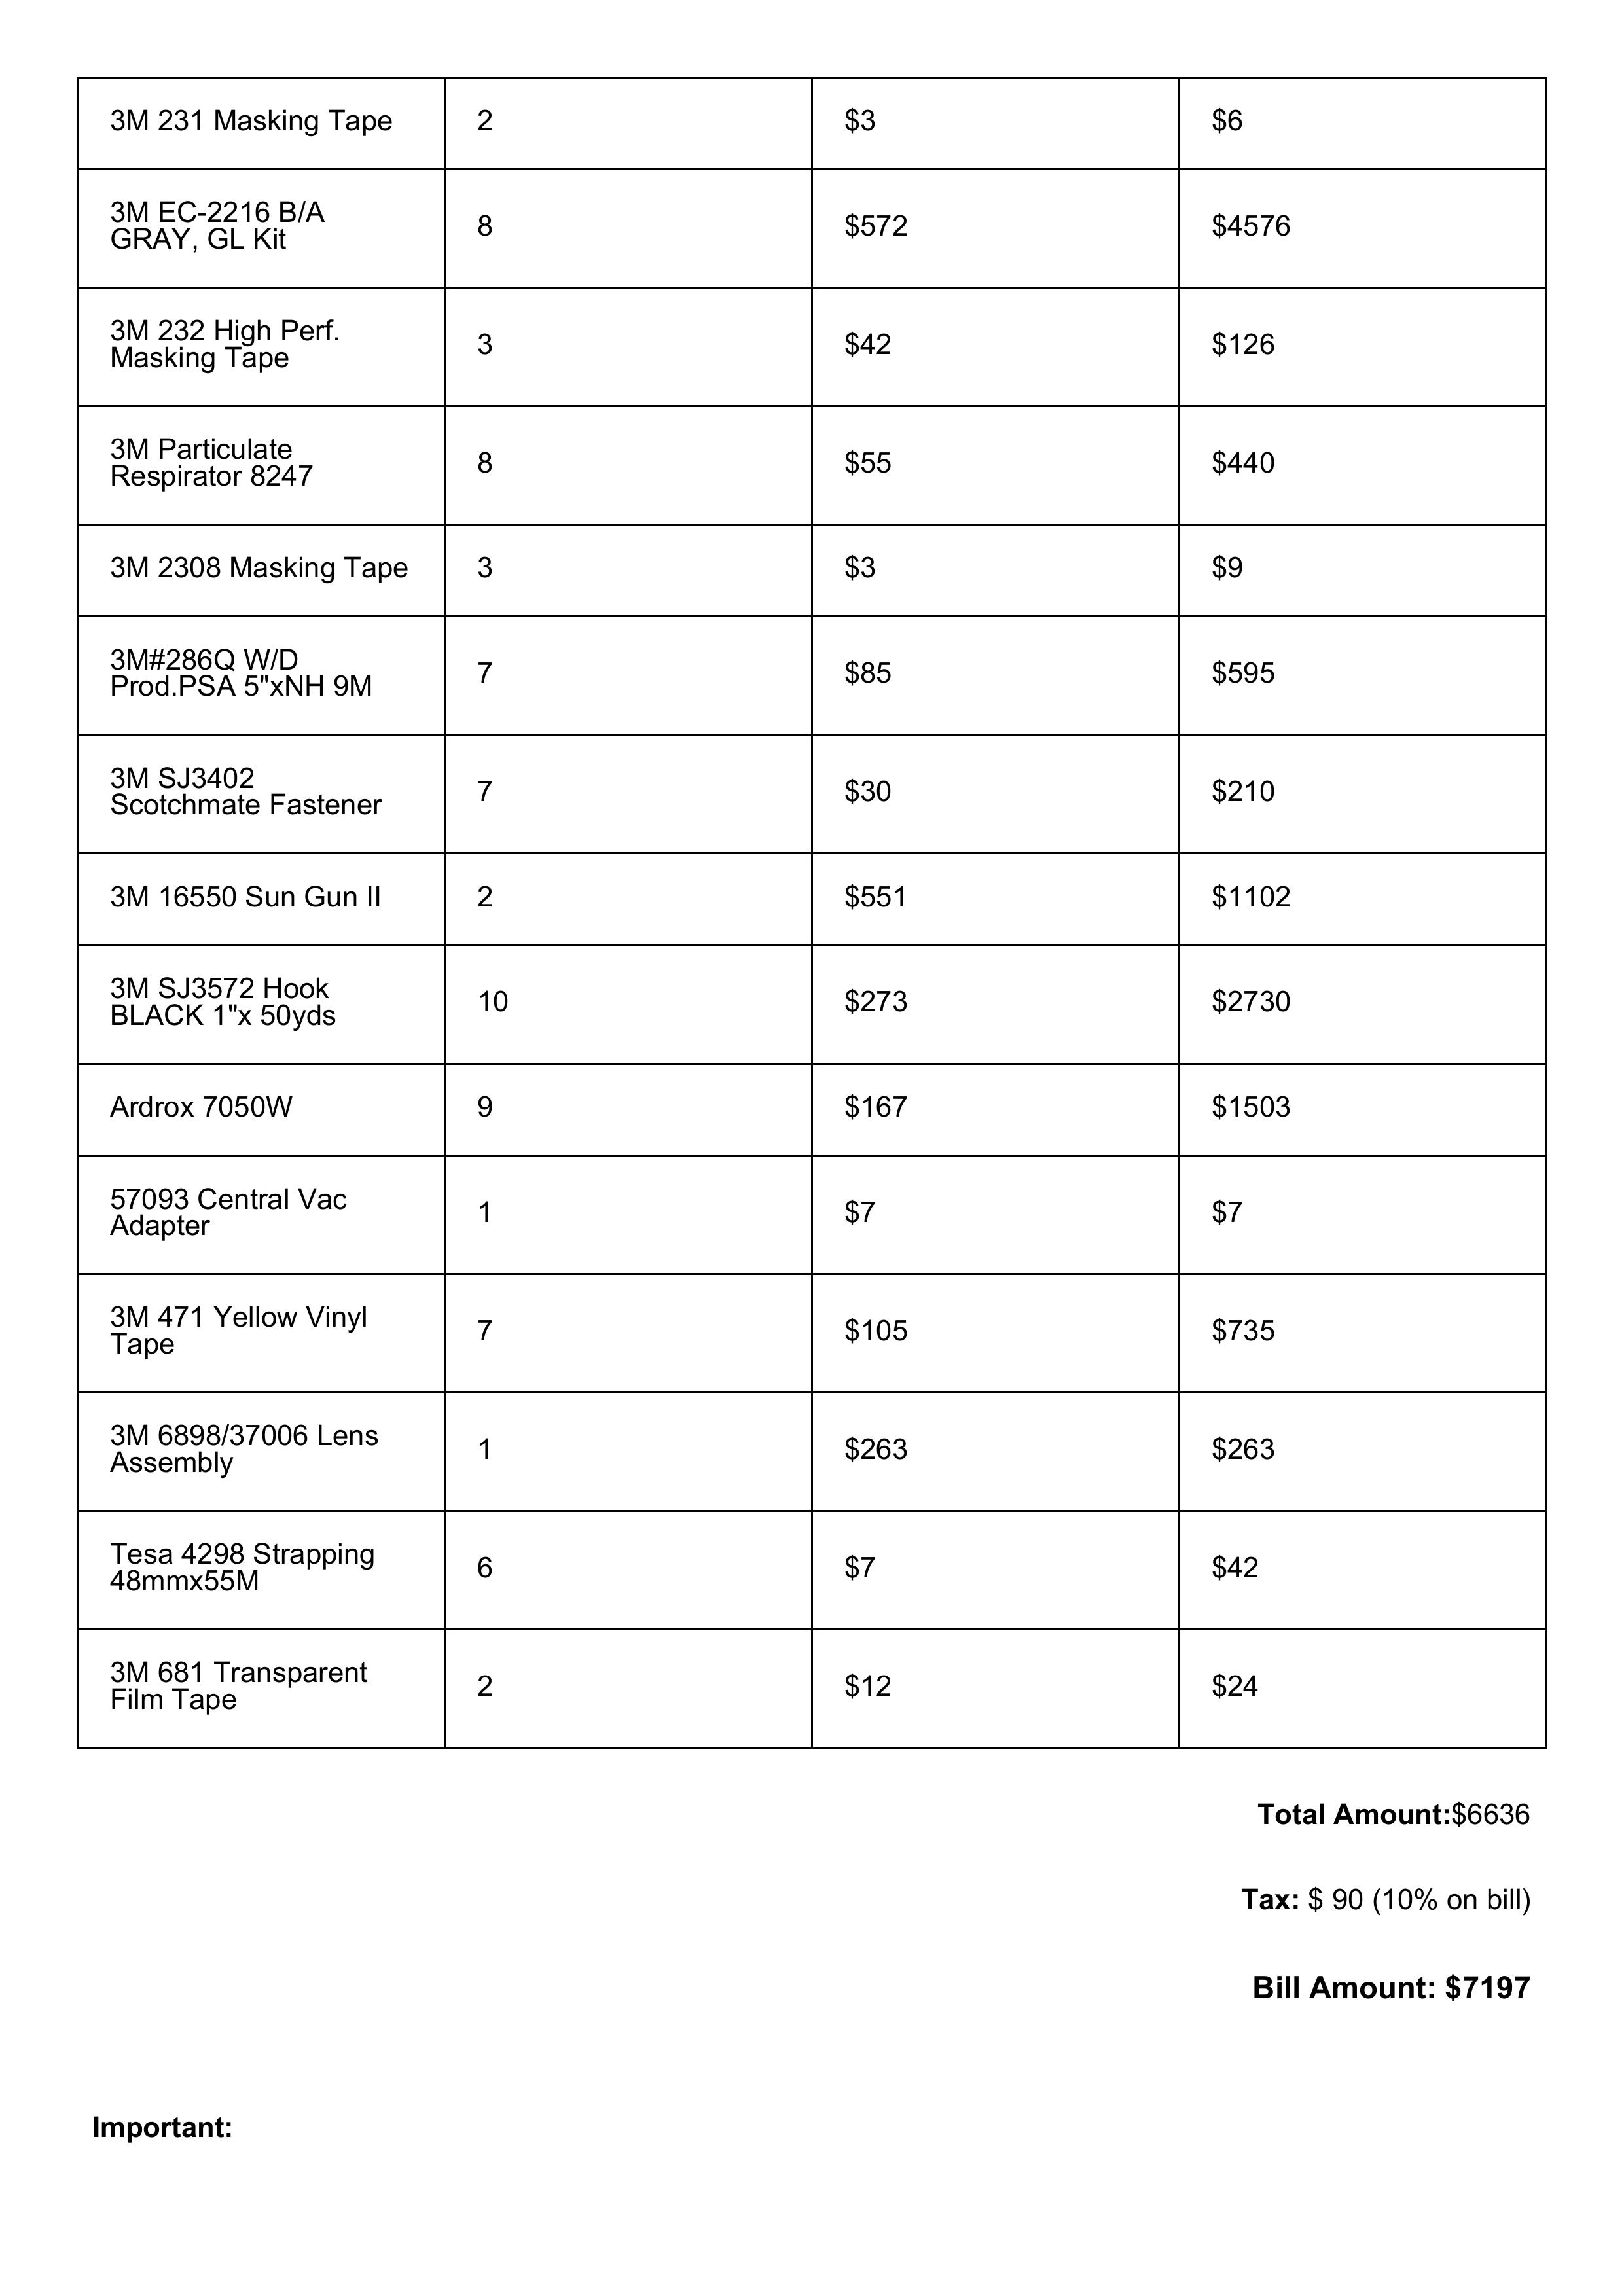 3M 231 Masking Tape 2 $3 $6
3M EC-2216 B/A
GRAY, GL Kit 8 $572 $4576
3M 232 High Perf.
Masking Tape 3 $42 $126
3M Particulate
Respirator 8247 8 $55 $440
3M 2308 Masking Tape 3 $3 $9
3M#286Q W/D
Prod.PSA 5"xNH 9M 7 $85 $595
3M SJ3402
Scotchmate Fastener 7 $30 $210
3M 16550 Sun Gun II 2 $551 $1102
3M SJ3572 Hook
BLACK 1"x 50yds 10 $273 $2730
Ardrox 7050W 9 $167 $1503
57093 Central Vac
Adapter 1 $7 $7
3M 471 Yellow Vinyl
Tape 7 $105 $735
3M 6898/37006 Lens
Assembly 1 $263 $263
Tesa 4298 Strapping
48mmx55M 6 $7 $42
3M 681 Transparent
Film Tape 2 $12 $24
Total Amount:$6636
Tax: $ 90 (10% on bill)
Bill Amount: $7197
Important: